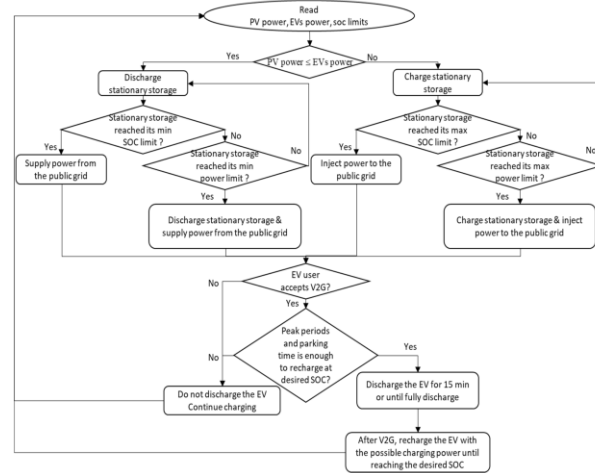 Read
PV power, EVs power, soc limits
Yes
PV power ≤ EVs power
No
Discharge
stationary storage
Charge stationary
storage
Stationary storage
reached its min
SOC limit ?
Stationary storage
reached its max
SOC limit ?
Yes
No
Yes
No
Supply power from
the public grid
Stationary storage
reached its min
power limit ?
No
Inject power to the
public grid
Stationary storage
reached its max
power limit ?
No
Yes
Yes
Discharge stationary storage &
supply power from the public grid
Charge stationary storage & inject
power to the public grid
EV user
accepts V2G?
No
Yes
Peak periods
and parking
time is enough
to recharge at
desired SOC?
Yes
No
Do not discharge the EV
Continue charging
Discharge the EV for 15 min
or until fully discharge
After V2G, recharge the EV with
the possible charging power until
reaching the desired SOC